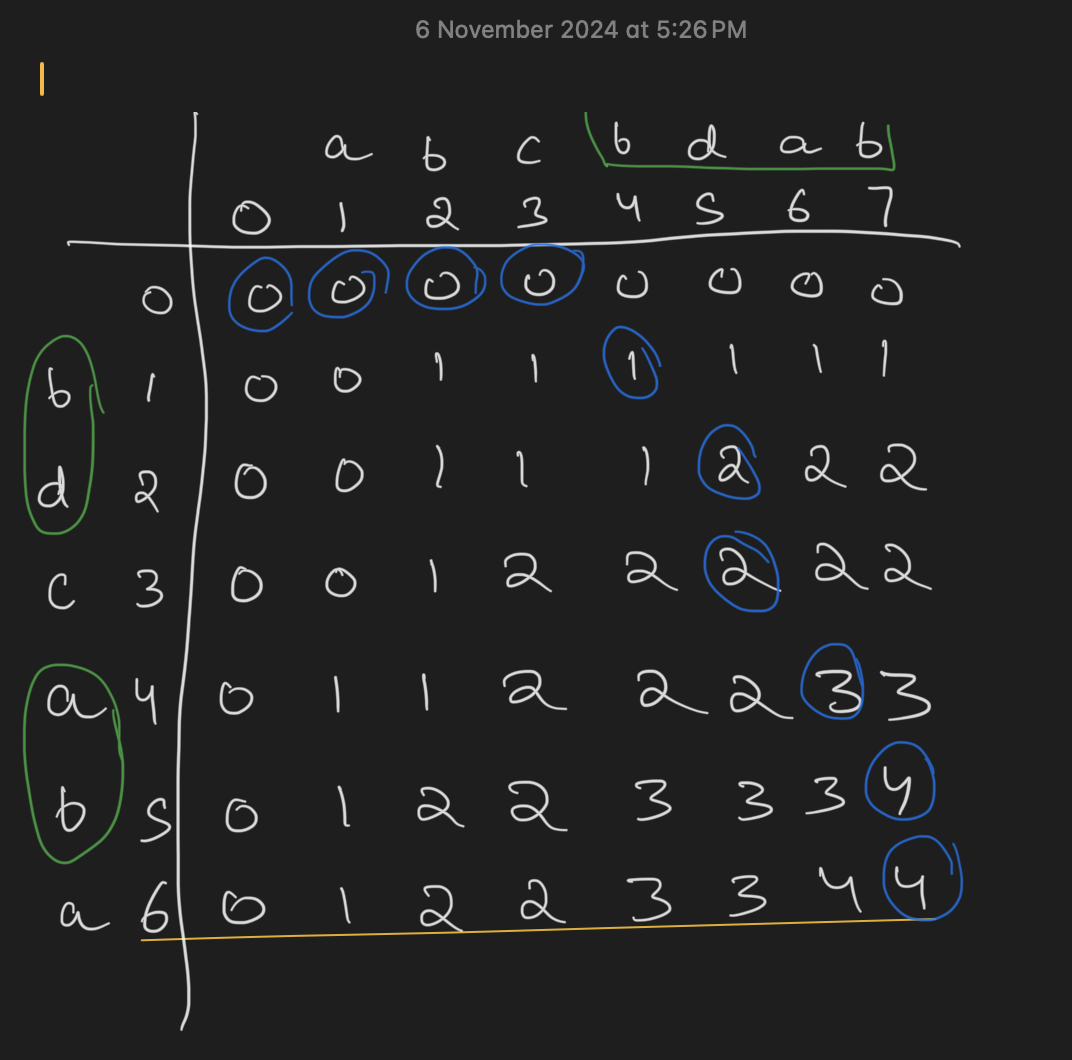 6 November 2024 at 5:26 PM
a b c b d a b
0 1 2 3 4 5 6 7
0 0 0 0 0 0 0 0 0
b 1 0 0 1 1 1 1 1 1
d 2 0 0 1 1 1 2 2 2
c 3 0 0 1 2 2 2 2 2
a 4 0 1 1 2 2 2 3 3
b 5 0 1 2 2 3 3 3 4
a 6 0 1 2 2 3 3 4 4